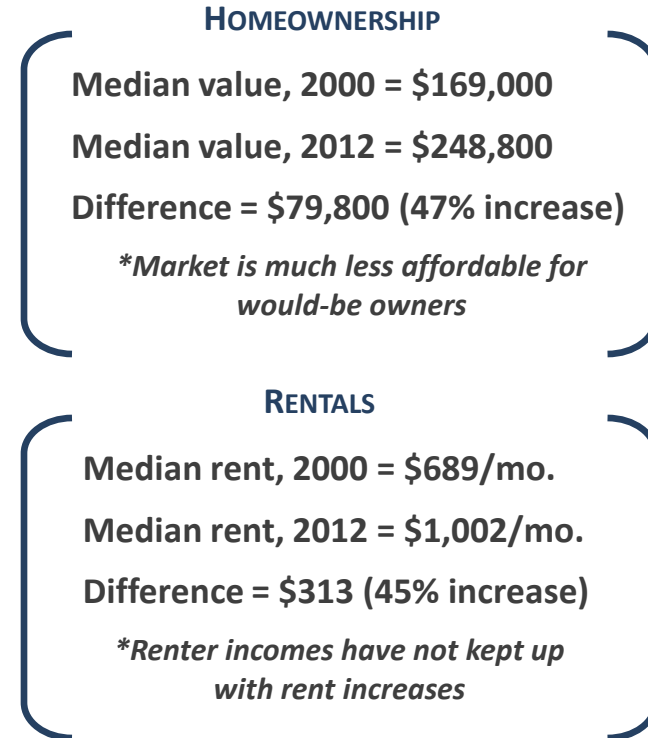 HOMEOWNERSHIP
Median value, 2000 = $169,000
Median value, 2012 = $248,800
Difference = $79,800 (47% increase)
*Market is much less affordable for
would-be owners
RENTALS
Median rent, 2000 = $689/mo.
Median rent, 2012 = $1,002/mo.
Difference = $313 (45% increase)
*Renter incomes have not kept up
with rent increases